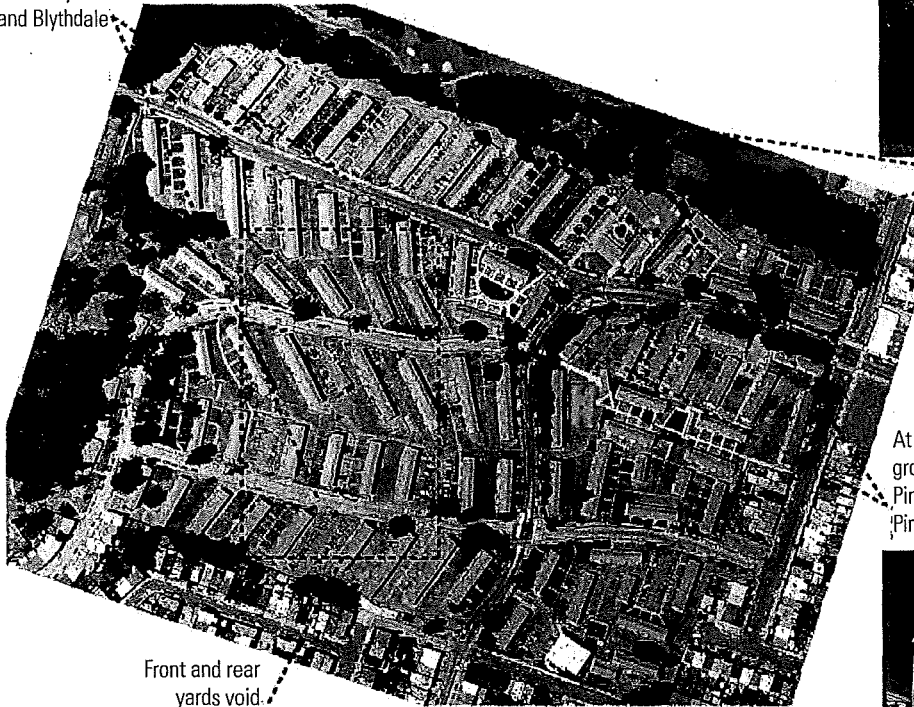 and Blythdale
At
gro
Pin
Pin
Front and rear
yards void